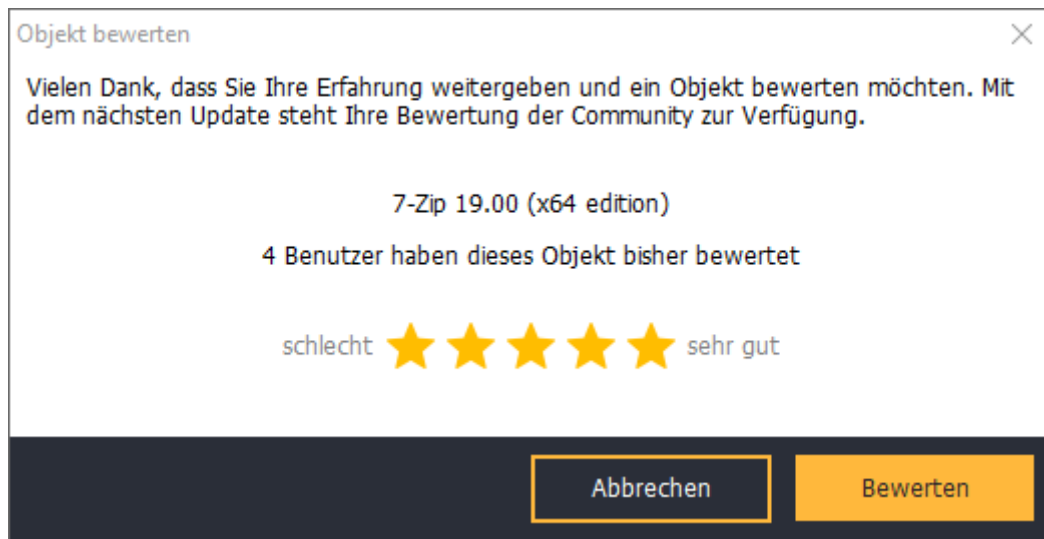 Objekt bewerten
Vielen Dank, dass Sie Ihre Erfahrung weitergeben und ein Objekt bewerten möchten. Mit
dem nächsten Update steht Ihre Bewertung der Community zur Verfügung.
7-Zip 19.00 (x64 edition)
4 Benutzer haben dieses Objekt bisher bewertet
schlecht sehr gut
Abbrechen Bewerten